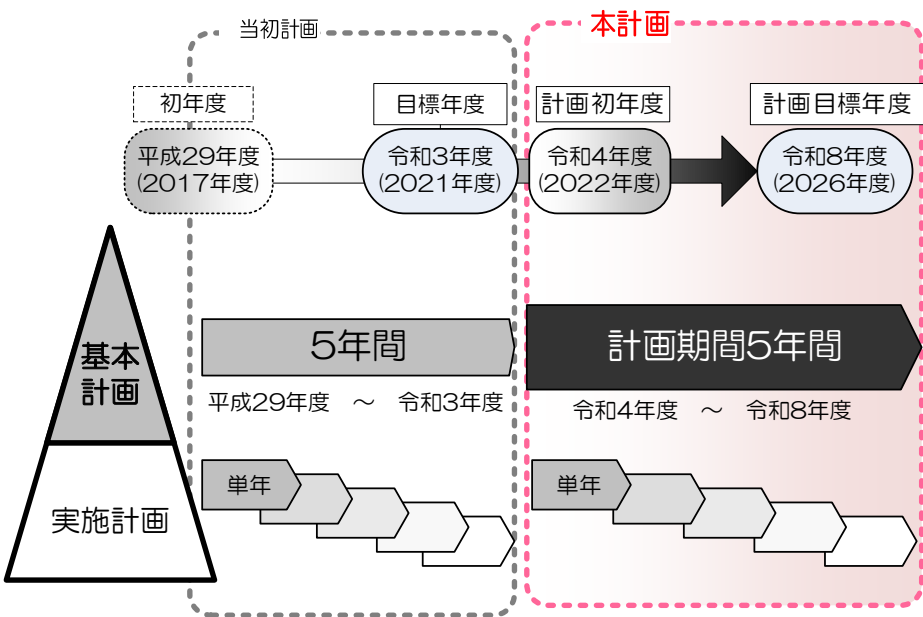 当初計画
本計画
初年度
目標年度
計画初年度
計画目標年度
平成29年度
(2017年度)
令和3年度
(2021年度)
令和4年度
(2022年度)
令和8年度
(2026年度)
基本
計画
5年間
計画期間5年間
平成29年度 ～ 令和3年度
令和4年度 ～ 令和8年度
実施計画
単年
単年